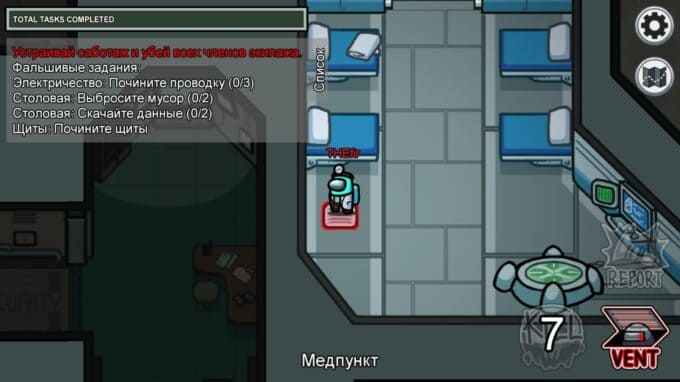 TOTAL TASKS COMPLETED
Устраивай саботаж и убей всех членов экипажа.
Фальшивые задания:
Электричество: Почините проводку (0/3)
Столовая: Выбросите мусор (0/2)
Столовая: Скачайте данные (0/2)
Щиты: Почините щиты
Список
REPORT
7
VENT
Медпункт